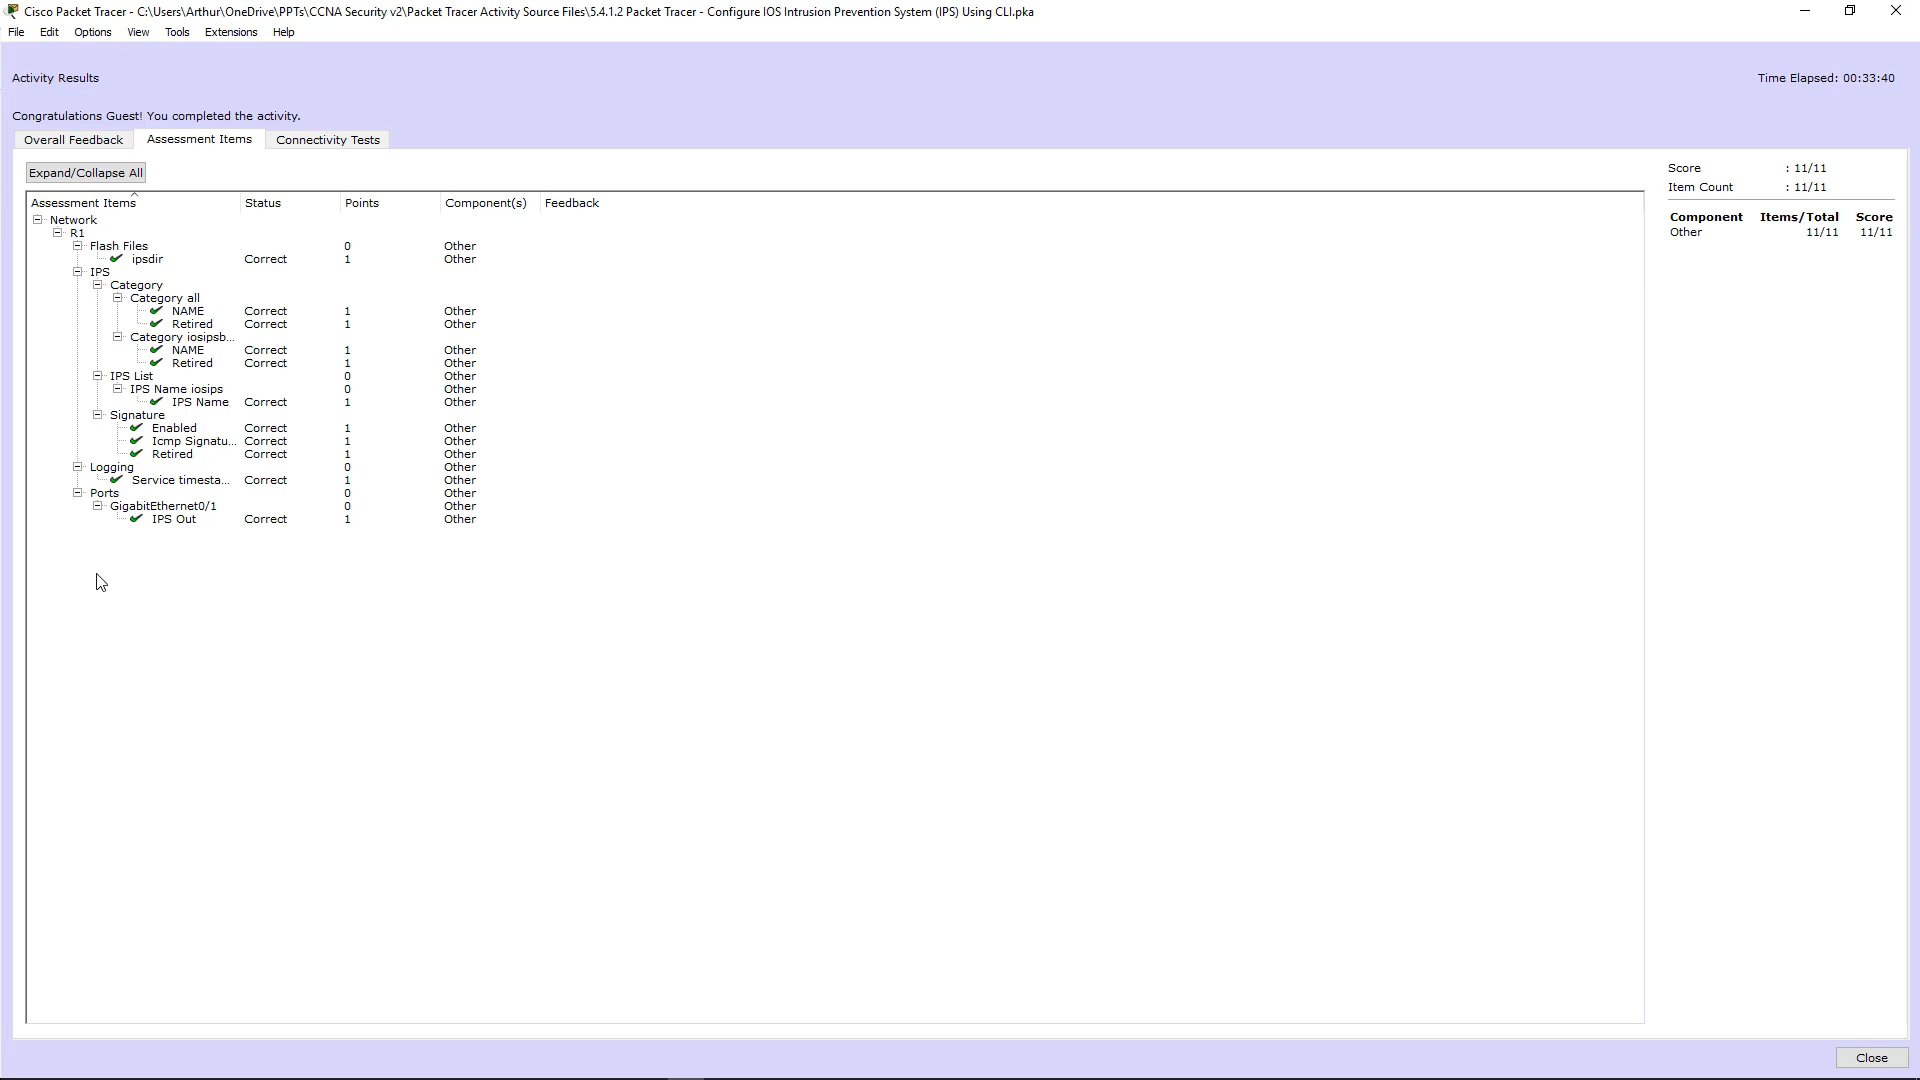 Cisco Packet Tracer - C:\Users\Arthur\OneDrive\PPTs\CCNA Security v2\Packet Tracer Activity Source Files\5.4.1.2 Packet Tracer - Configure IOS Intrusion Prevention System (IPS) Using CLI.pka
File Edit Options View Tools Extensions Help
Activity Results Time Elapsed: 00:33:40
Congratulations Guest! You completed the activity.
Overall Feedback Assessment Items Connectivity Tests
Expand/Collapse All
Assessment Items Status Points Component(s) Feedback
Network
R1
Flash Files 0 Other
ipsdir Correct 1 Other
IPS
Category
Category all
NAME Correct 1 Other
Retired Correct 1 Other
Category iosipsb...
NAME Correct 1 Other
Retired Correct 1 Other
IPS List 0 Other
IPS Name iosips 0 Other
IPS Name Correct 1 Other
Signature
Enabled Correct 1 Other
Icmp Signatu... Correct 1 Other
Retired Correct 1 Other
Logging 0 Other
Service timesta... Correct 1 Other
Ports 0 Other
GigabitEthernet0/1 0 Other
IPS Out Correct 1 Other
Score : 11/11
Item Count : 11/11
Component Items/Total Score
Other 11/11 11/11
Close